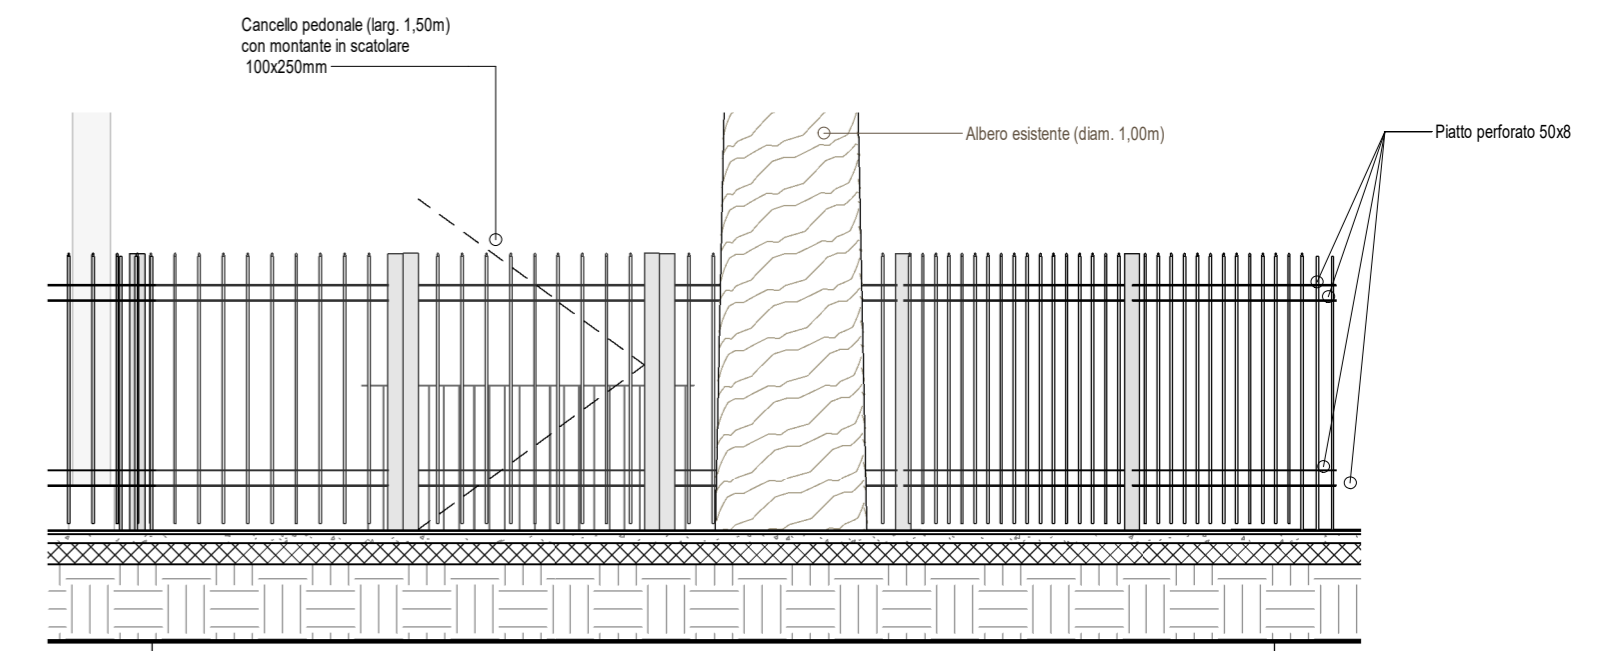 Cancello pedonale (larg. 1,50m)
con montante in scatolare
100x250mm
Albero esistente (diam. 1,00m)
Piatto perforato 50x8